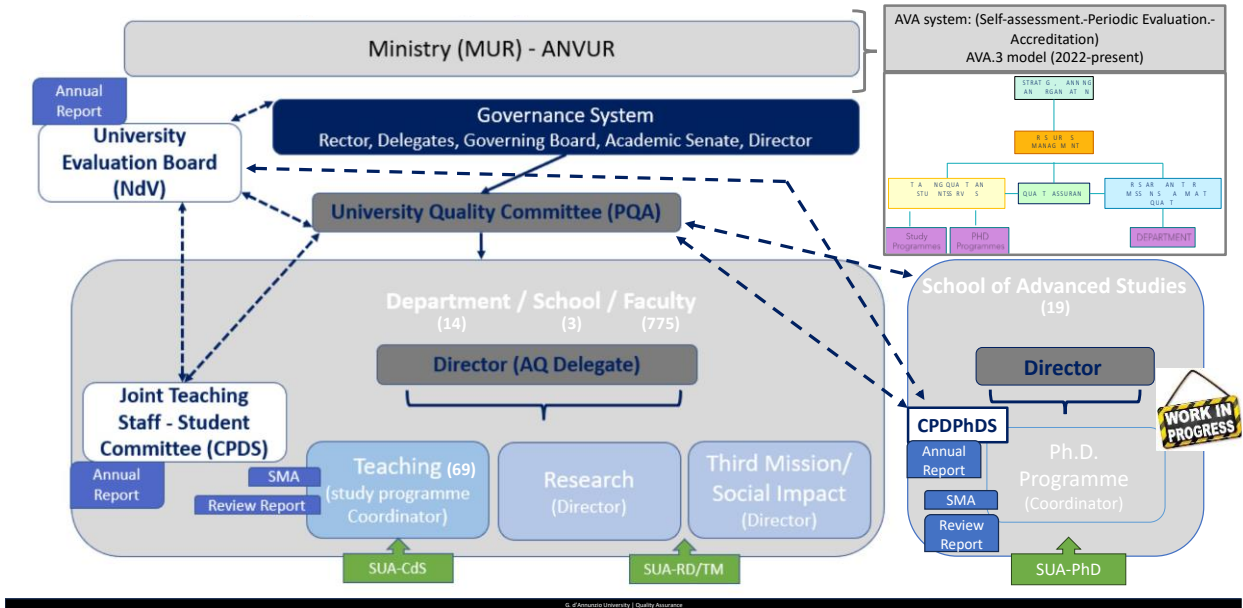 AVA system: (Self-assessment.-Periodic Evaluation.-
Accreditation)
AVA.3 model (2022-present)
Ministry (MUR) - ANVUR
Annual
Report
University
Evaluation Board
(NdV)
Governance System
Rector, Delegates, Governing Board, Academic Senate, Director
University Quality Committee (PQA)
QUA T ASSURAN
Study
Programmes
PHD
Programmes
DEPARTMENT
Department / School / Faculty
(14) (3) (775)
Director (AQ Delegate)
Joint Teaching
Staff - Student
Committee (CPDS)
Annual
Report
SMA
Review Report
Teaching (69)
(study programme
Coordinator)
Research
(Director)
Third Mission/
Social Impact
(Director)
SUA-CdS
SUA-RD/TM
School of Advanced Studies
(19)
Director
WORK IN
PROGRESS
CPDPhDS
Annual
Report
SMA
Review
Report
Ph.D.
Programme
(Coordinator)
SUA-PhD
G. d'Annunzio University | Quality Assurance